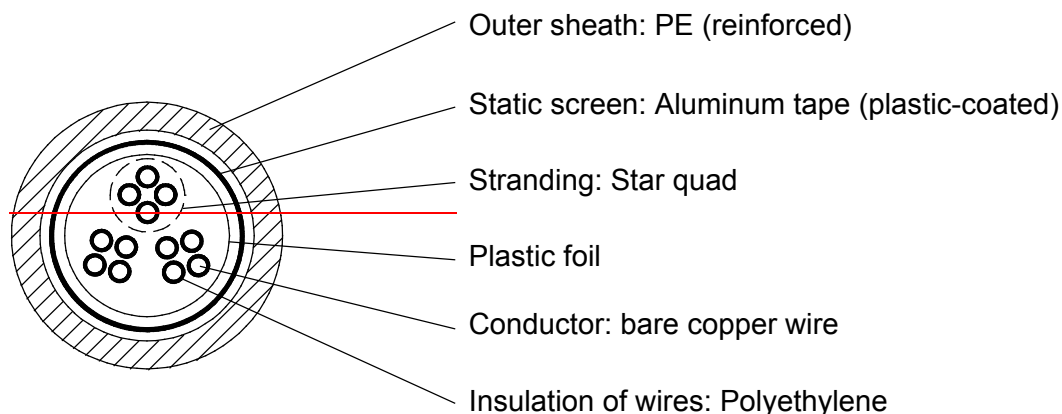 Outer sheath: PE (reinforced)
Static screen: Aluminum tape (plastic-coated)
Stranding: Star quad
Plastic foil
Conductor: bare copper wire
Insulation of wires: Polyethylene